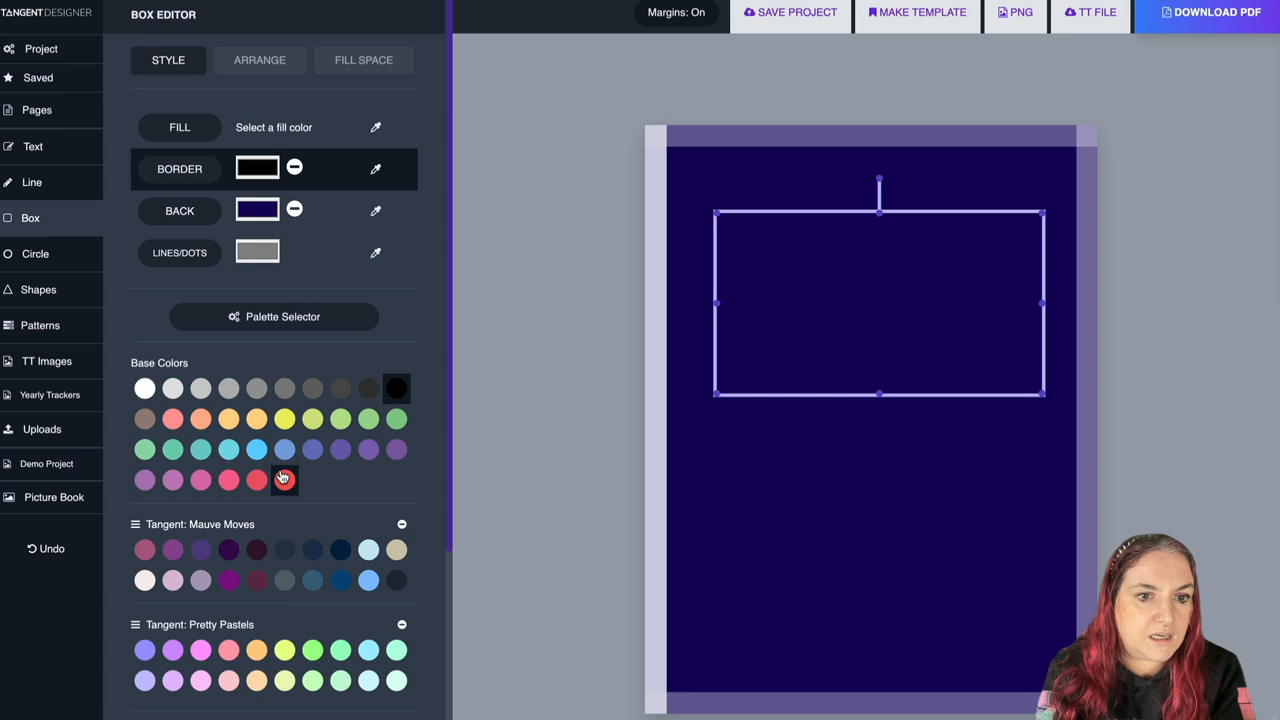 TANGENT DESIGNER
BOX EDITOR
Margins: On
SAVE PROJECT
MAKE TEMPLATE
PNG
TT FILE
DOWNLOAD PDF
Project
Saved
Pages
Text
Line
Box
Circle
Shapes
Patterns
TT Images
Yearly Trackers
Uploads
Demo Project
Picture Book
Undo
STYLE
ARRANGE
FILL SPACE
FILL
Select a fill color
BORDER
BACK
LINES/DOTS
Palette Selector
Base Colors
Tangent: Mauve Moves
Tangent: Pretty Pastels